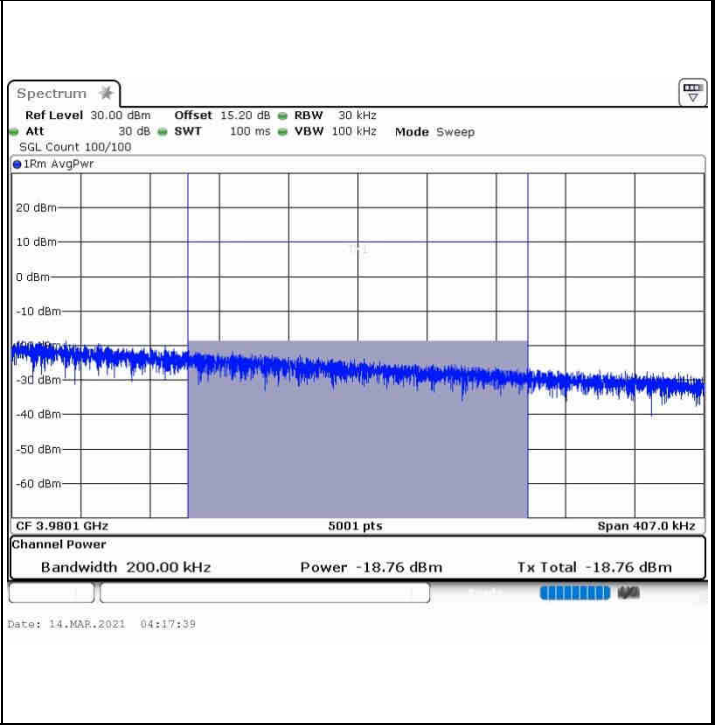 Spectrum
Ref Level 30.00 dBm Offset 15.20 dB RBW 30 kHz
Att 30 dB SWT 100 ms VBW 100 kHz Mode Sweep
SGL Count 100/100
1Rm AvgPwr
20 dBm
10 dBm
0 dBm
-10 dBm
-30 dBm
-40 dBm
-50 dBm
-60 dBm
CF 3.9801 GHz 5001 pts Span 407.0 kHz
Channel Power
Bandwidth 200.00 kHz Power -18.76 dBm Tx Total -18.76 dBm
Date: 14.MAR.2021 04:17:39